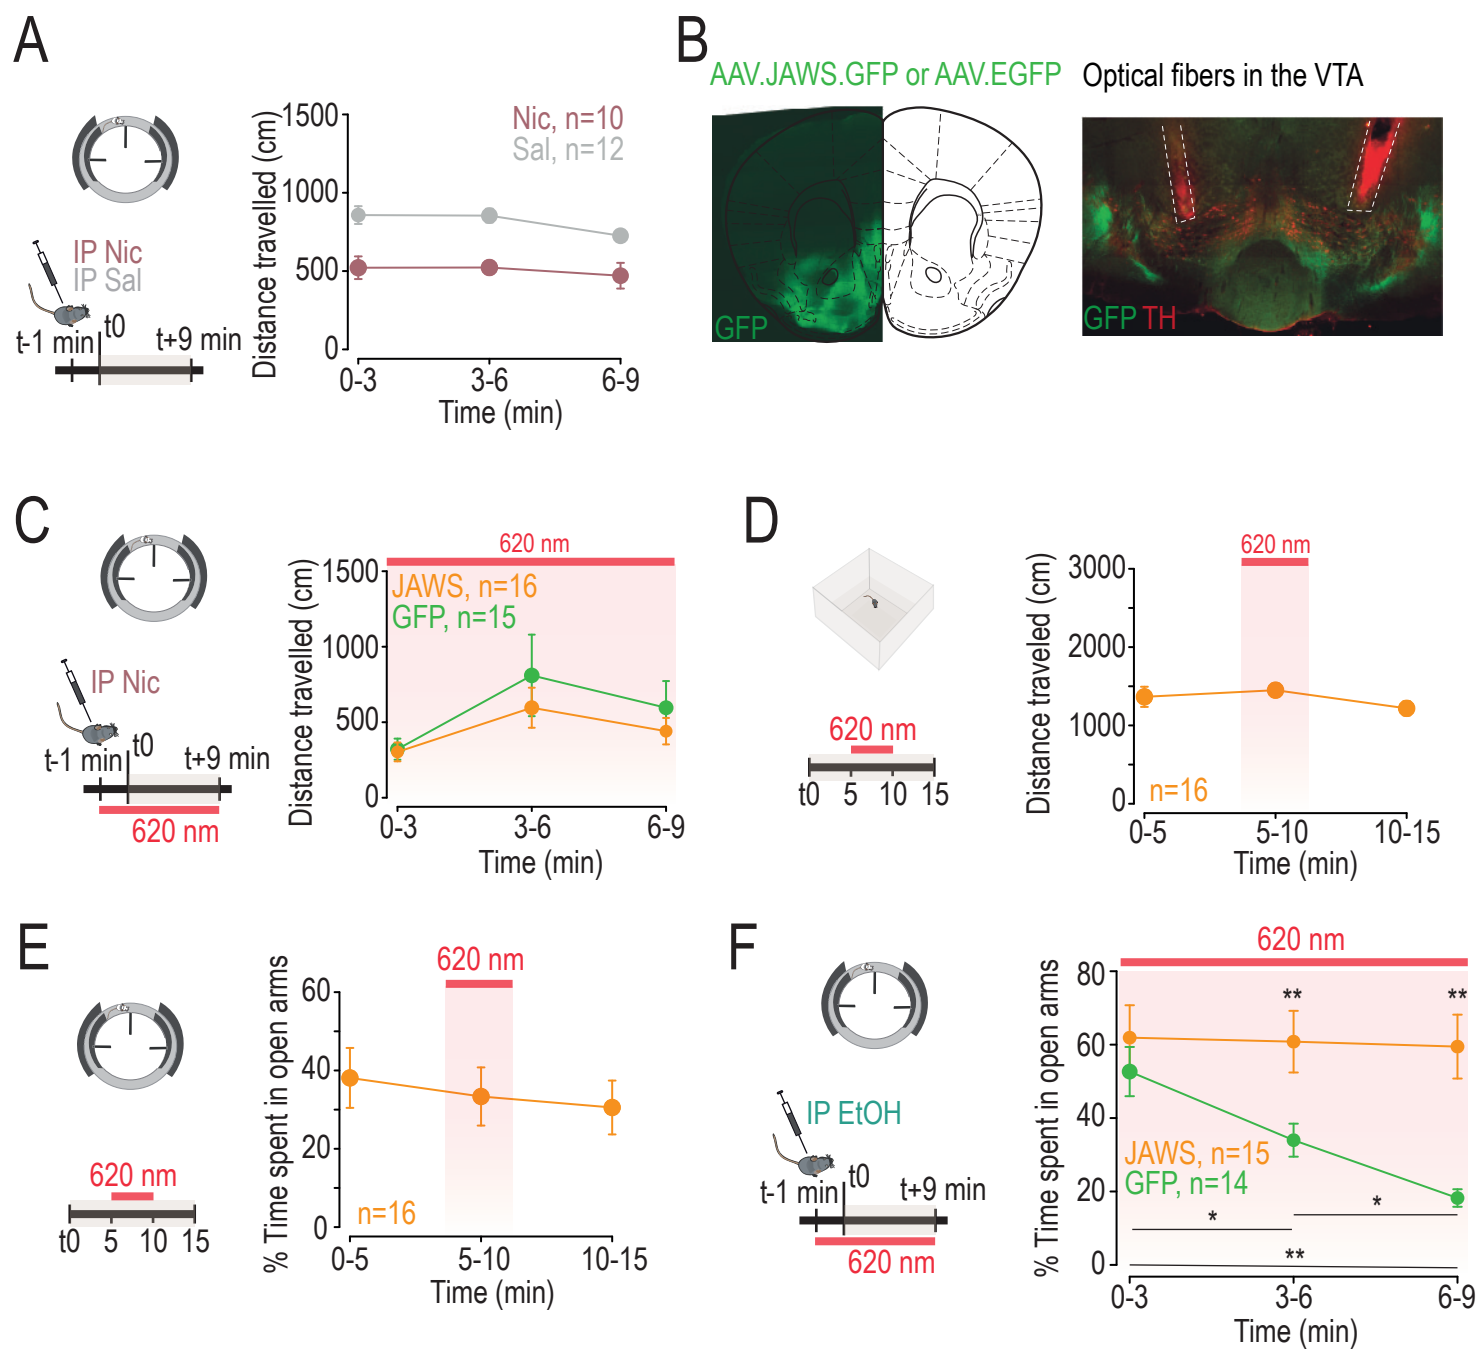 A
IP Nic
IP Sal
t-1 min
t0
t+9 min
Distance travelled (cm)
1500
1000
500
0
Nic, n=10
Sal, n=12
0-3
3-6
6-9
Time (min)
B
AAV.JAWS.GFP or AAV.EGFP
Optical fibers in the VTA
GFP
GFP TH
C
IP Nic
t-1 min
t0
t+9 min
620 nm
620 nm
Distance travelled (cm)
1500
1000
500
0
JAWS, n=16
GFP, n=15
0-3
3-6
6-9
Time (min)
D
620 nm
t0
5
10
15
620 nm
Distance traveled (cm)
3000
2000
1000
0
n=16
0-5
5-10
10-15
Time (min)
E
620 nm
t0
5
10
15
620 nm
% Time spent in open arms
60
40
20
0
n=16
0-5
5-10
10-15
Time (min)
F
IP EtOH
t-1 min
t0
t+9 min
620 nm
620 nm
% Time spent in open arms
80
60
40
20
0
**
**
JAWS, n=15
GFP, n=14
*
*
**
0-3
3-6
6-9
Time (min)